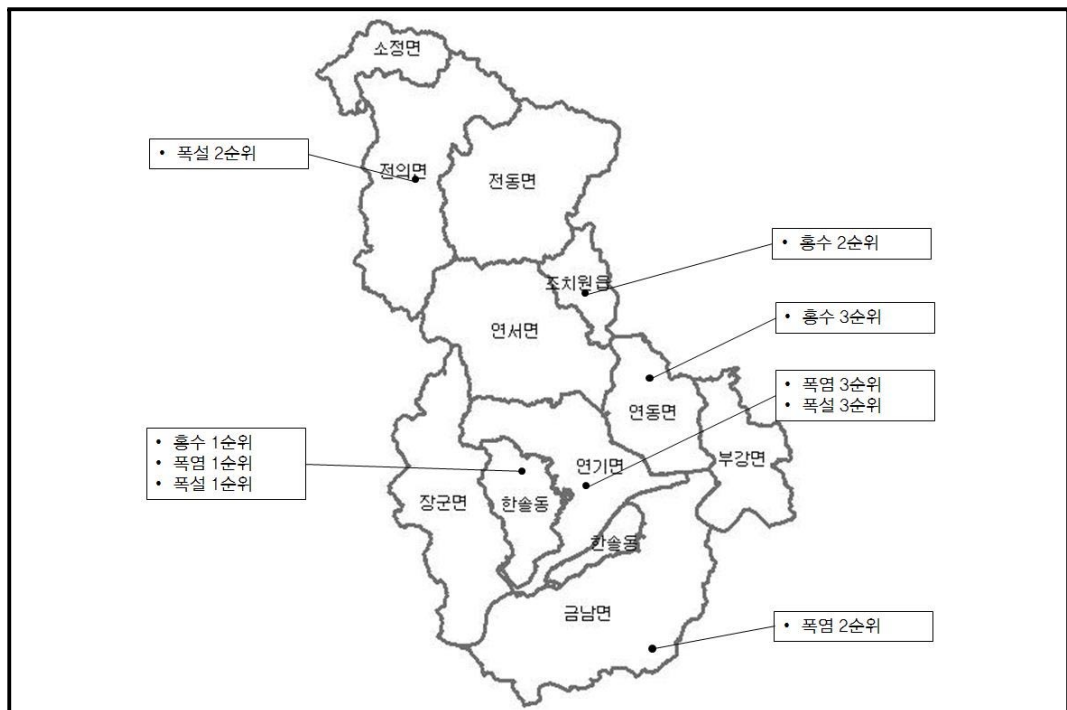 소정면
• 폭설 2순위
전의면
전동면
• 홍수 2순위
조치원읍
• 홍수 3순위
연서면
• 폭염 3순위
• 폭설 3순위
연동면
• 홍수 1순위
• 폭염 1순위
• 폭설 1순위
연기면
부강면
장군면
한솔동
한솔동
금남면
• 폭염 2순위